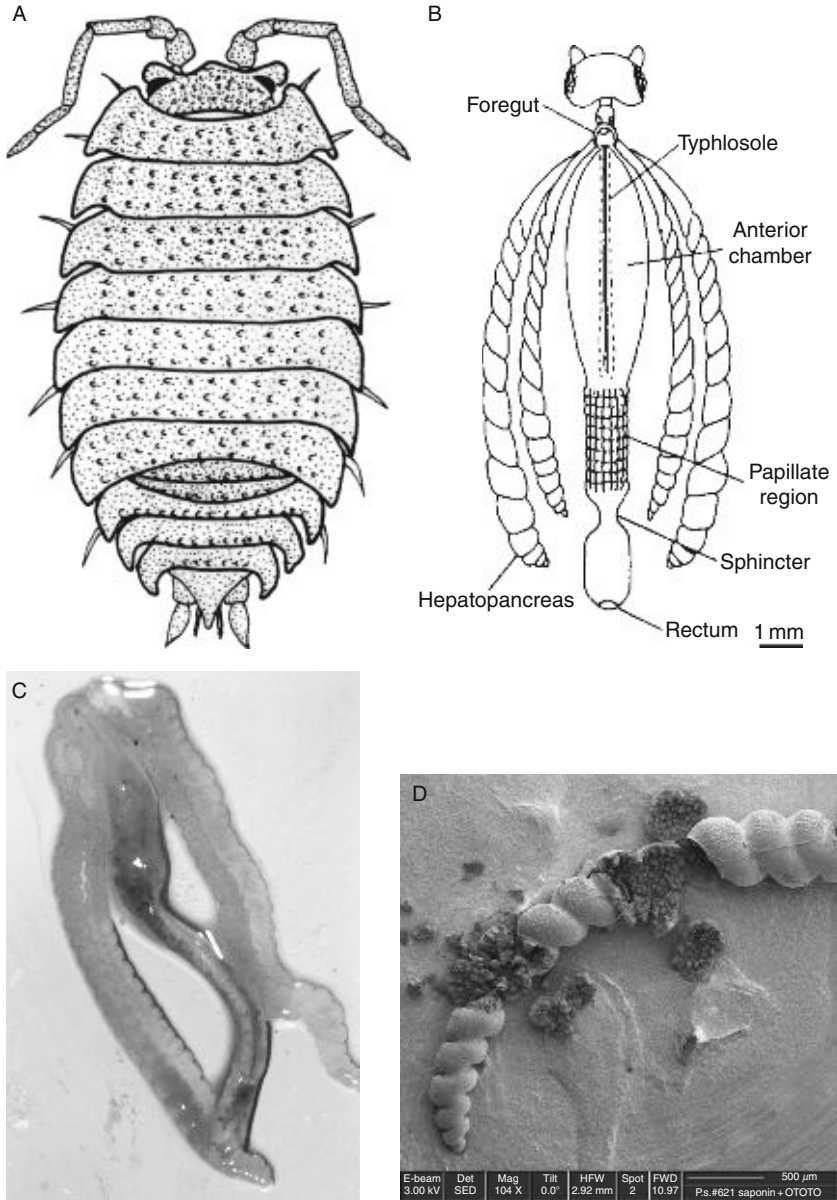 A
B
Foregut
Typhlosole
Anterior
chamber
Papillate
region
Sphincter
Hepatopancreas
Rectum
1 mm
C
D
E-beam Det Mag Tilt HFW Spot FWD 500 µm
3.00 kV SED 104 X 0.0° 2.92 mm 2 10.97 P.s.#621 saponin + OTOTO